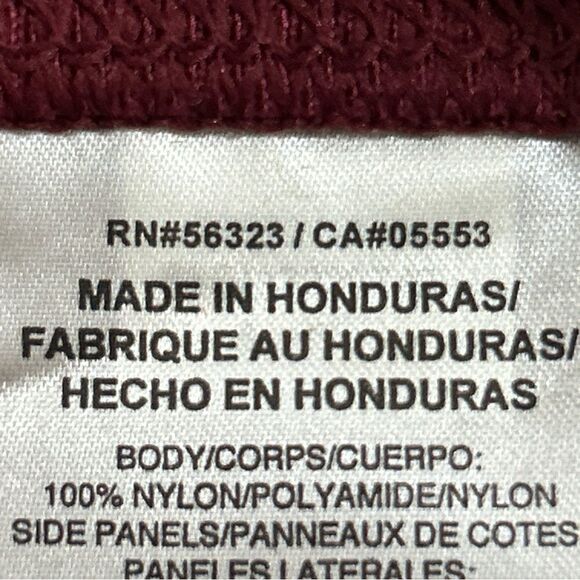 RN#56323 / CA#05553
MADE IN HONDURAS/
FABRIQUE AU HONDURAS/
HECHO EN HONDURAS
BODY/CORPS/CUERPO:
100% NYLON/POLYAMIDE/NYLON
SIDE PANELS/PANNEAUX DE COTES
PANELES LATERALES: